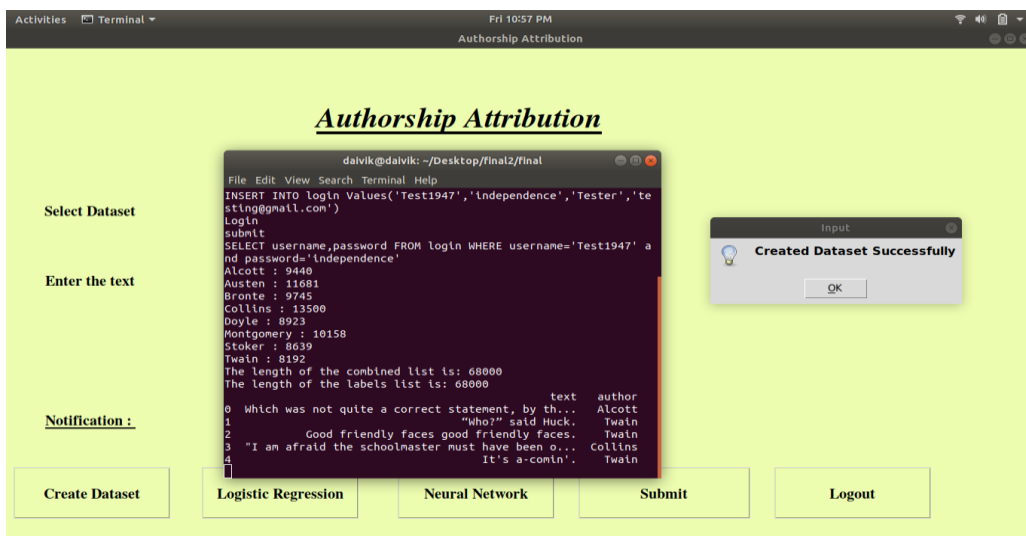 Activities Terminal Fri 10:57 PM
Authorship Attribution
Authorship Attribution
daivik@daivik: ~/Desktop/final2/final
File Edit View Search Terminal Help
INSERT INTO login Values('Test1947','independence','Tester','te
sting@gmail.com')
Login
submit
SELECT username,password FROM login WHERE username='Test1947' a
nd password='independence'
Alcott : 9440
Austen : 11681
Bronte : 9745
Collins : 13500
Doyle : 8923
Montgomery : 10158
Stoker : 8639
Twain : 8192
The length of the combined list is: 68000
The length of the labels list is: 68000
text author
0 Which was not quite a correct statement, by th... Alcott
1 “Who?” said Huck. Twain
2 Good friendly faces good friendly faces. Twain
3 "I am afraid the schoolmaster must have been o... Collins
4 It's a-comin'. Twain
Select Dataset
Enter the text
Notification :
Input
Created Dataset Successfully
OK
Create Dataset
Logistic Regression
Neural Network
Submit
Logout